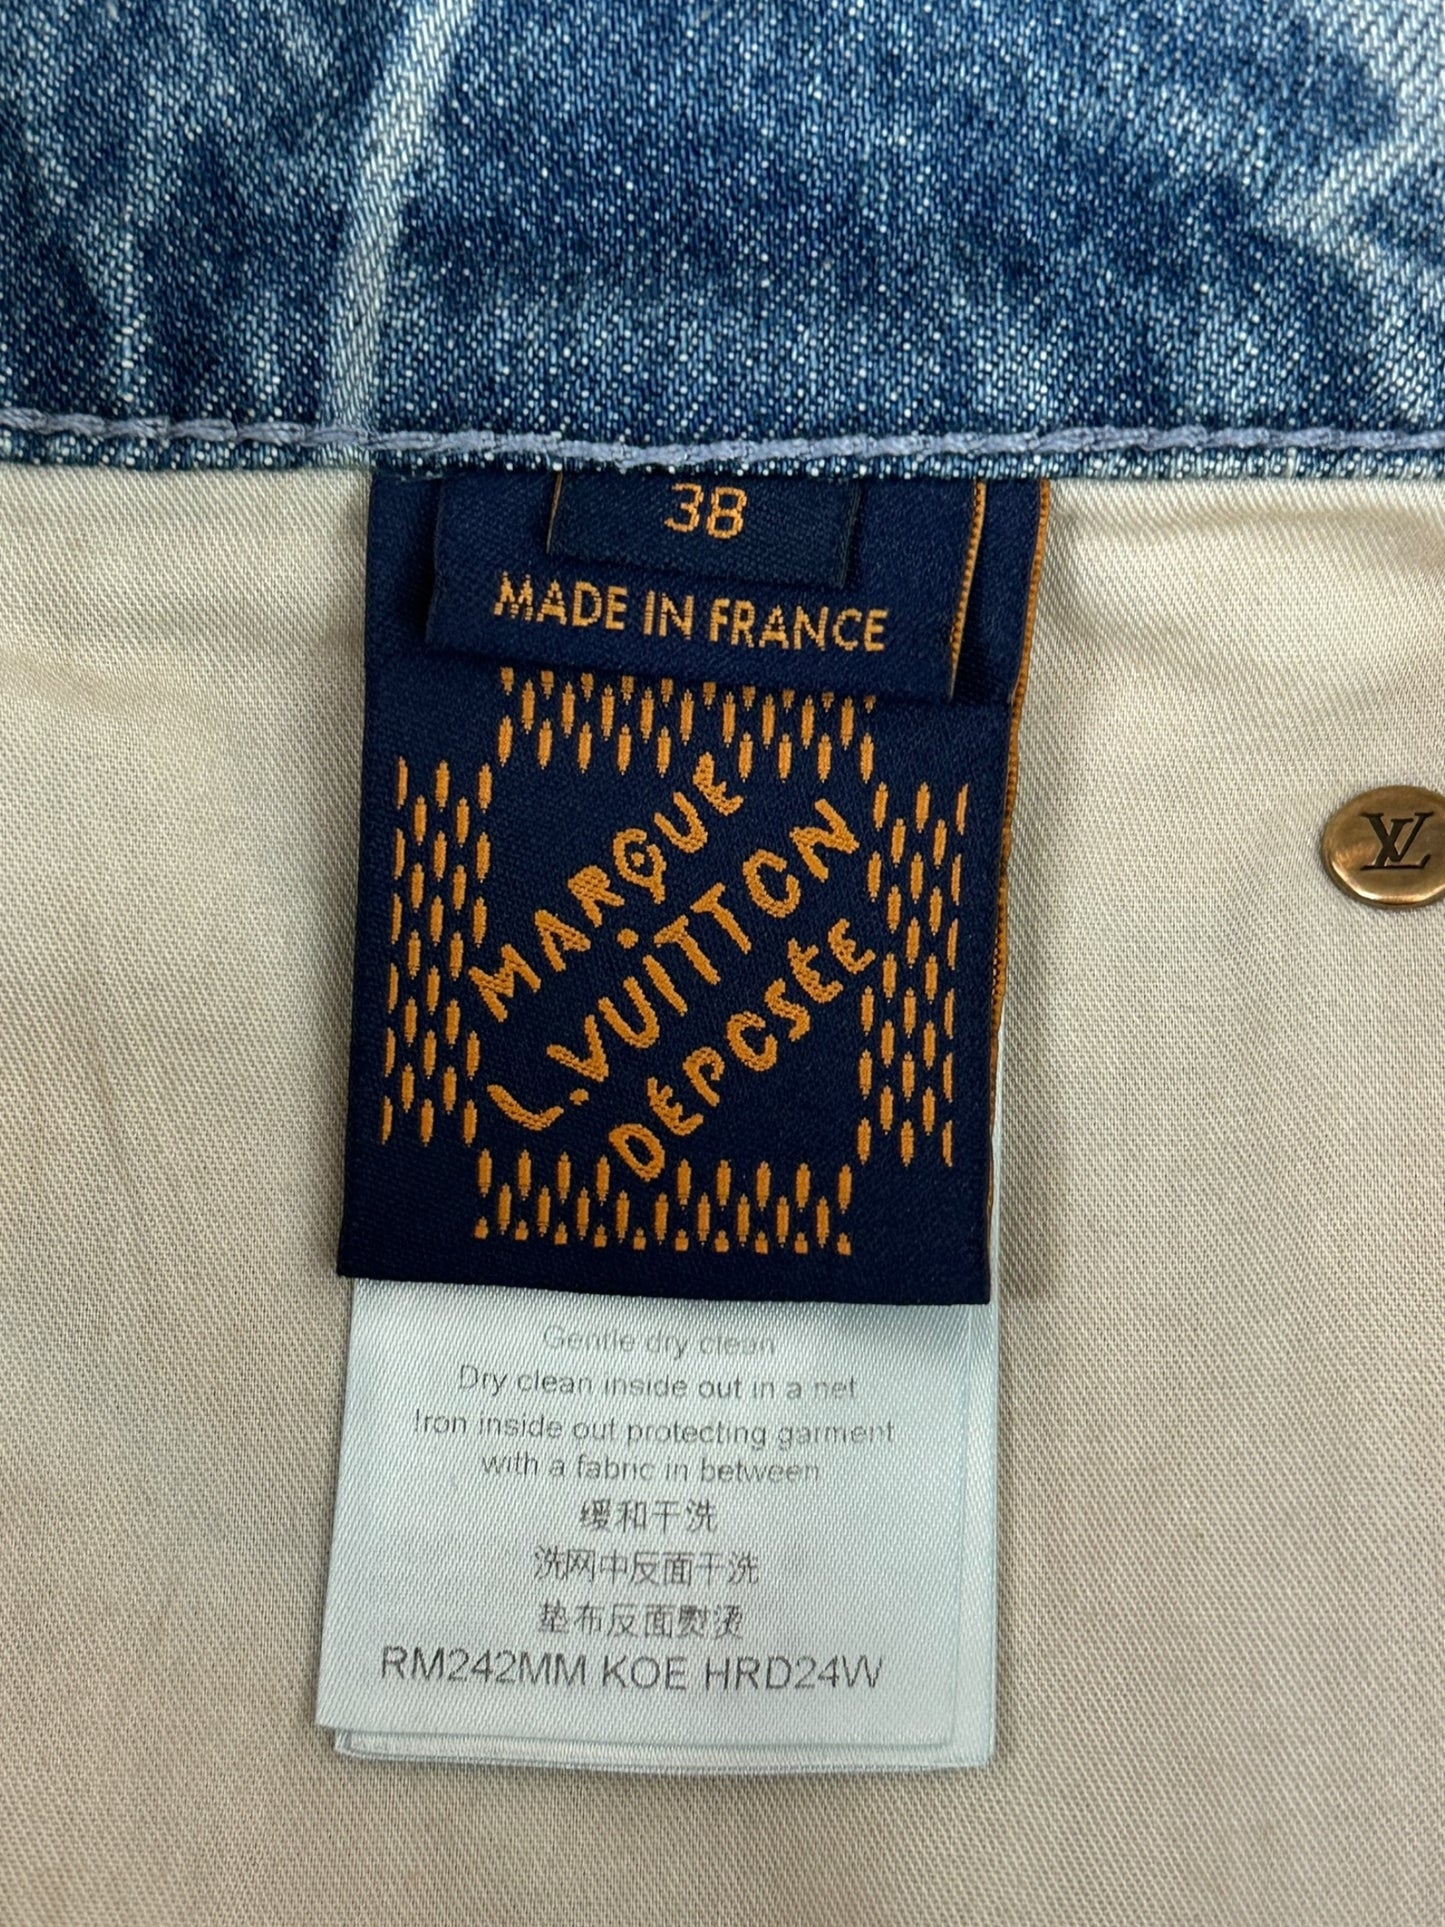 38
MADE IN FRANCE
MARQUE
L.VUITTON
DÉPOSÉE
LV
Gentle dry clean
Dry clean inside out in a net
Iron inside out protecting garment
with a fabric in between
缓和干洗
洗网中反面干洗
垫布反面熨烫
RM242MM KOE HRD24W